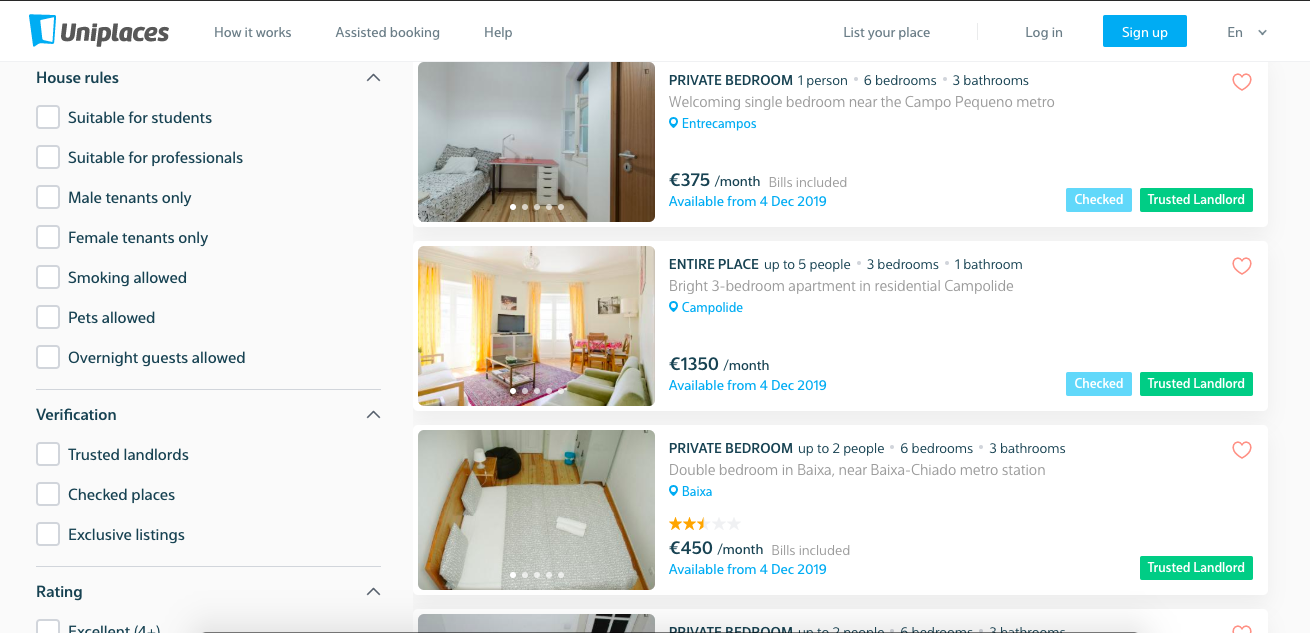 Uniplaces
How it works
Assisted booking
Help
List your place
Log in
Sign up
En
House rules
Suitable for students
Suitable for professionals
Male tenants only
Female tenants only
Smoking allowed
Pets allowed
Overnight guests allowed
Verification
Trusted landlords
Checked places
Exclusive listings
Rating
Excellent (4+)
PRIVATE BEDROOM 1 person • 6 bedrooms • 3 bathrooms
Welcoming single bedroom near the Campo Pequeno metro
Entrecampos
€375 /month Bills included
Available from 4 Dec 2019
Checked
Trusted Landlord
ENTIRE PLACE up to 5 people • 3 bedrooms • 1 bathroom
Bright 3-bedroom apartment in residential Campolide
Campolide
€1350 /month
Available from 4 Dec 2019
Checked
Trusted Landlord
PRIVATE BEDROOM up to 2 people • 6 bedrooms • 3 bathrooms
Double bedroom in Baixa, near Baixa-Chiado metro station
Baixa
€450 /month Bills included
Available from 4 Dec 2019
Trusted Landlord
PRIVATE BEDROOM up to 2 people • 6 bedrooms • 3 bathrooms